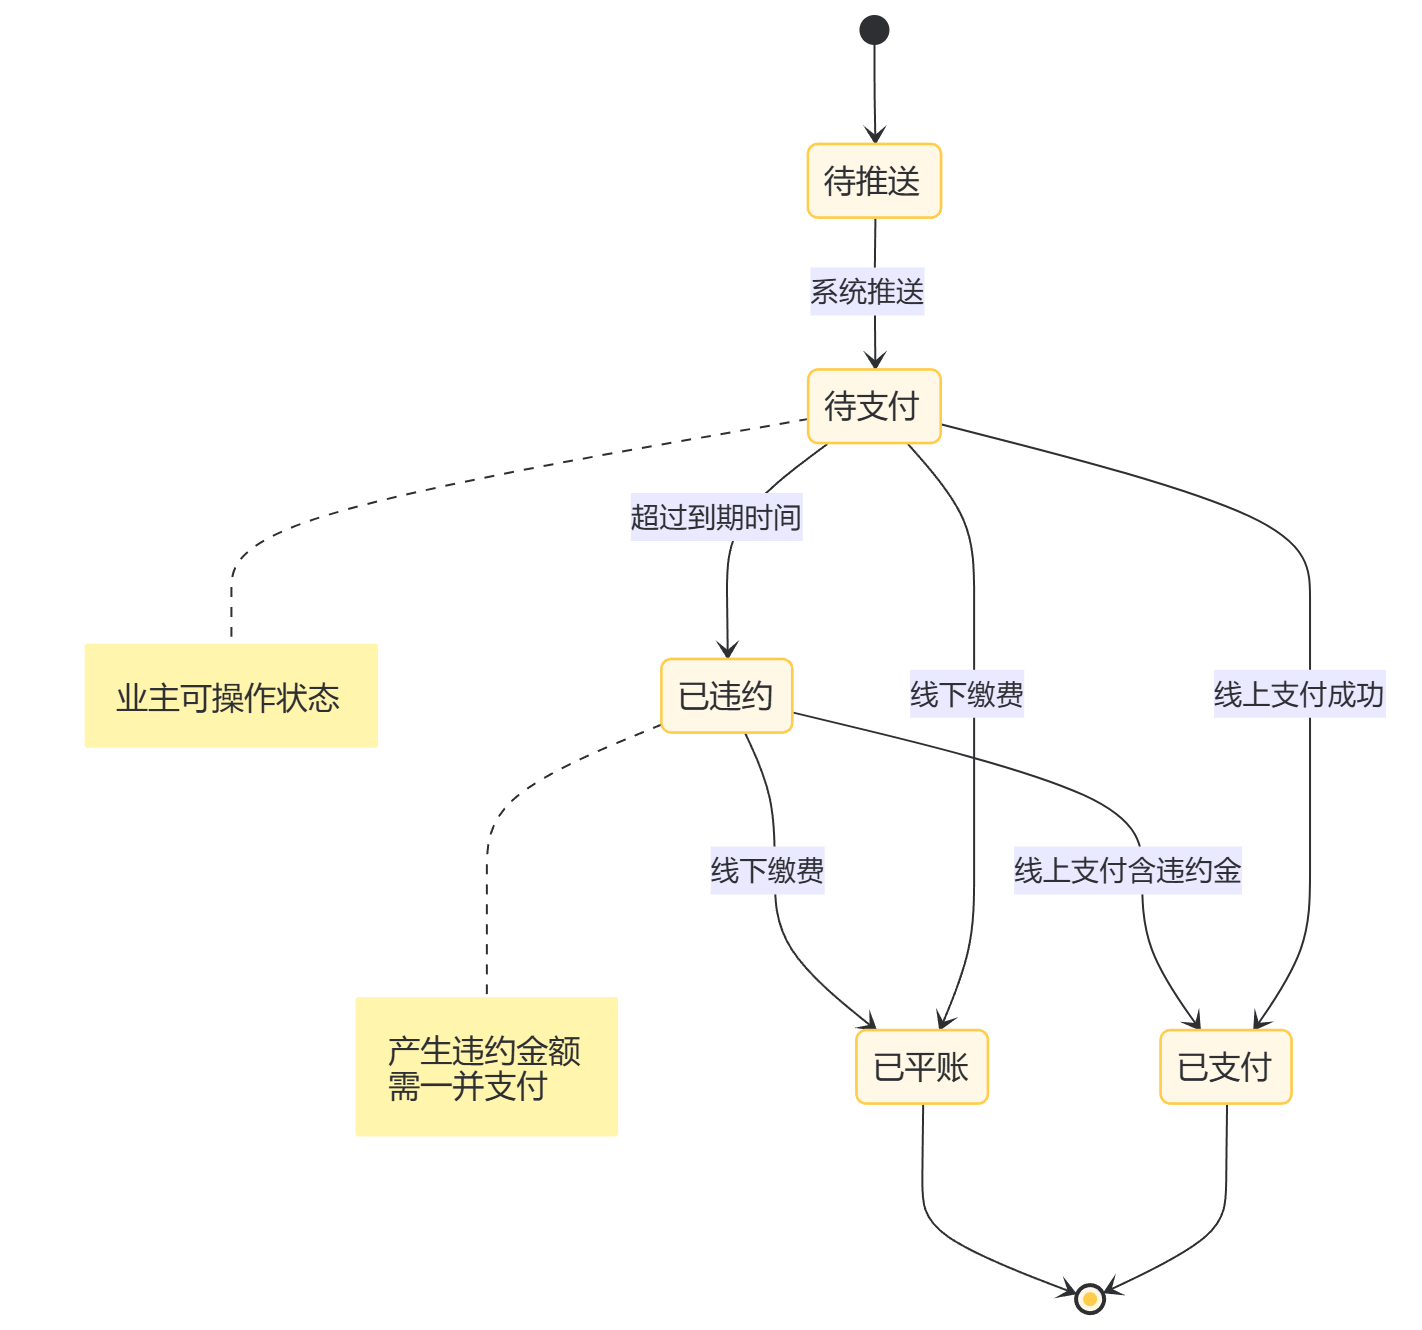 待推送
系统推送
待支付
超过到期时间
业主可操作状态
已违约
线下缴费
线上支付成功
线下缴费
线上支付含违约金
产生违约金额
需一并支付
已平账
已支付